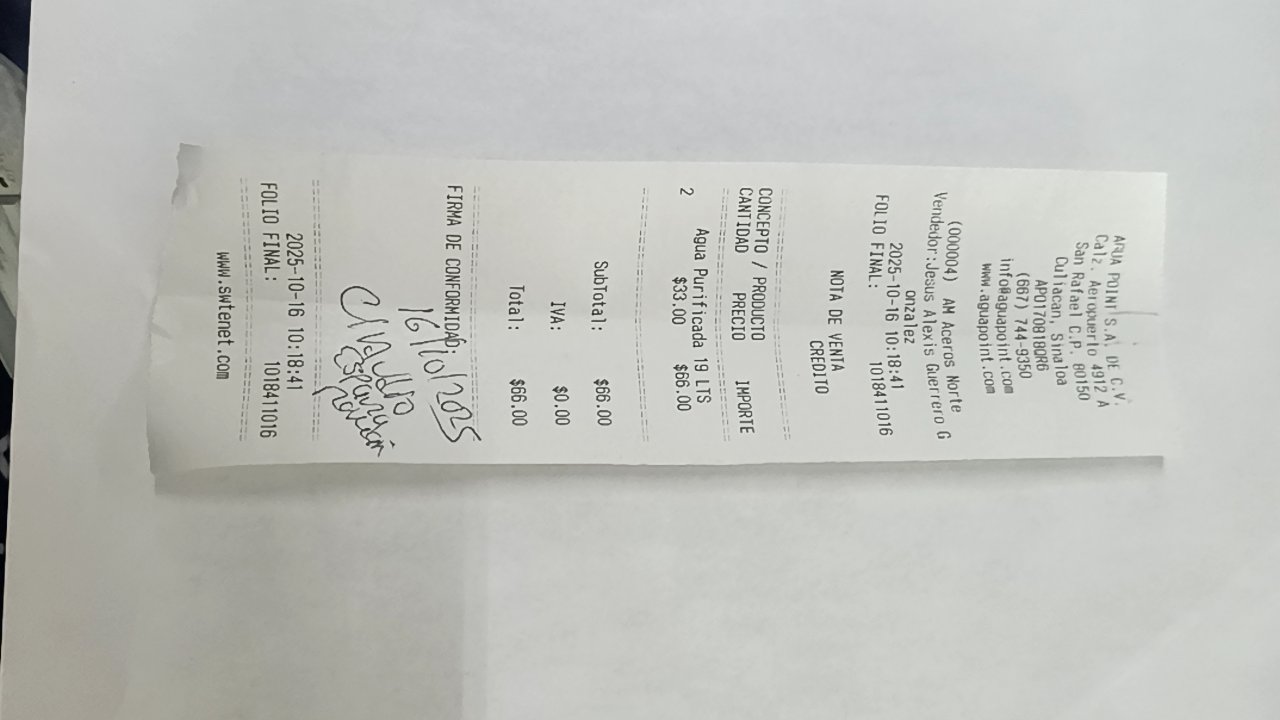 AGUA POINT S.A. DE C.V.
Calz. Aeropuerto 4912 A
San Rafael C.P. 80150
Culiacan, Sinaloa
APO170818QR6
(667) 744-9350
info@aguapoint.com
www.aguapoint.com
(000004) AM Aceros Norte
Vendedor:Jesus Alexis Guerrero G
onzalez
2025-10-16 10:18:41
FOLIO FINAL: 1018411016
NOTA DE VENTA
CREDITO
CONCEPTO / PRODUCTO
CANTIDAD PRECIO IMPORTE
Agua Purificada 19 LTS
2 $33.00 $66.00
SubTotal: $66.00
IVA: $0.00
Total: $66.00
FIRMA DE CONFORMIDAD:
16/10/2025
2025-10-16 10:18:41
FOLIO FINAL: 1018411016
www.swtenet.com